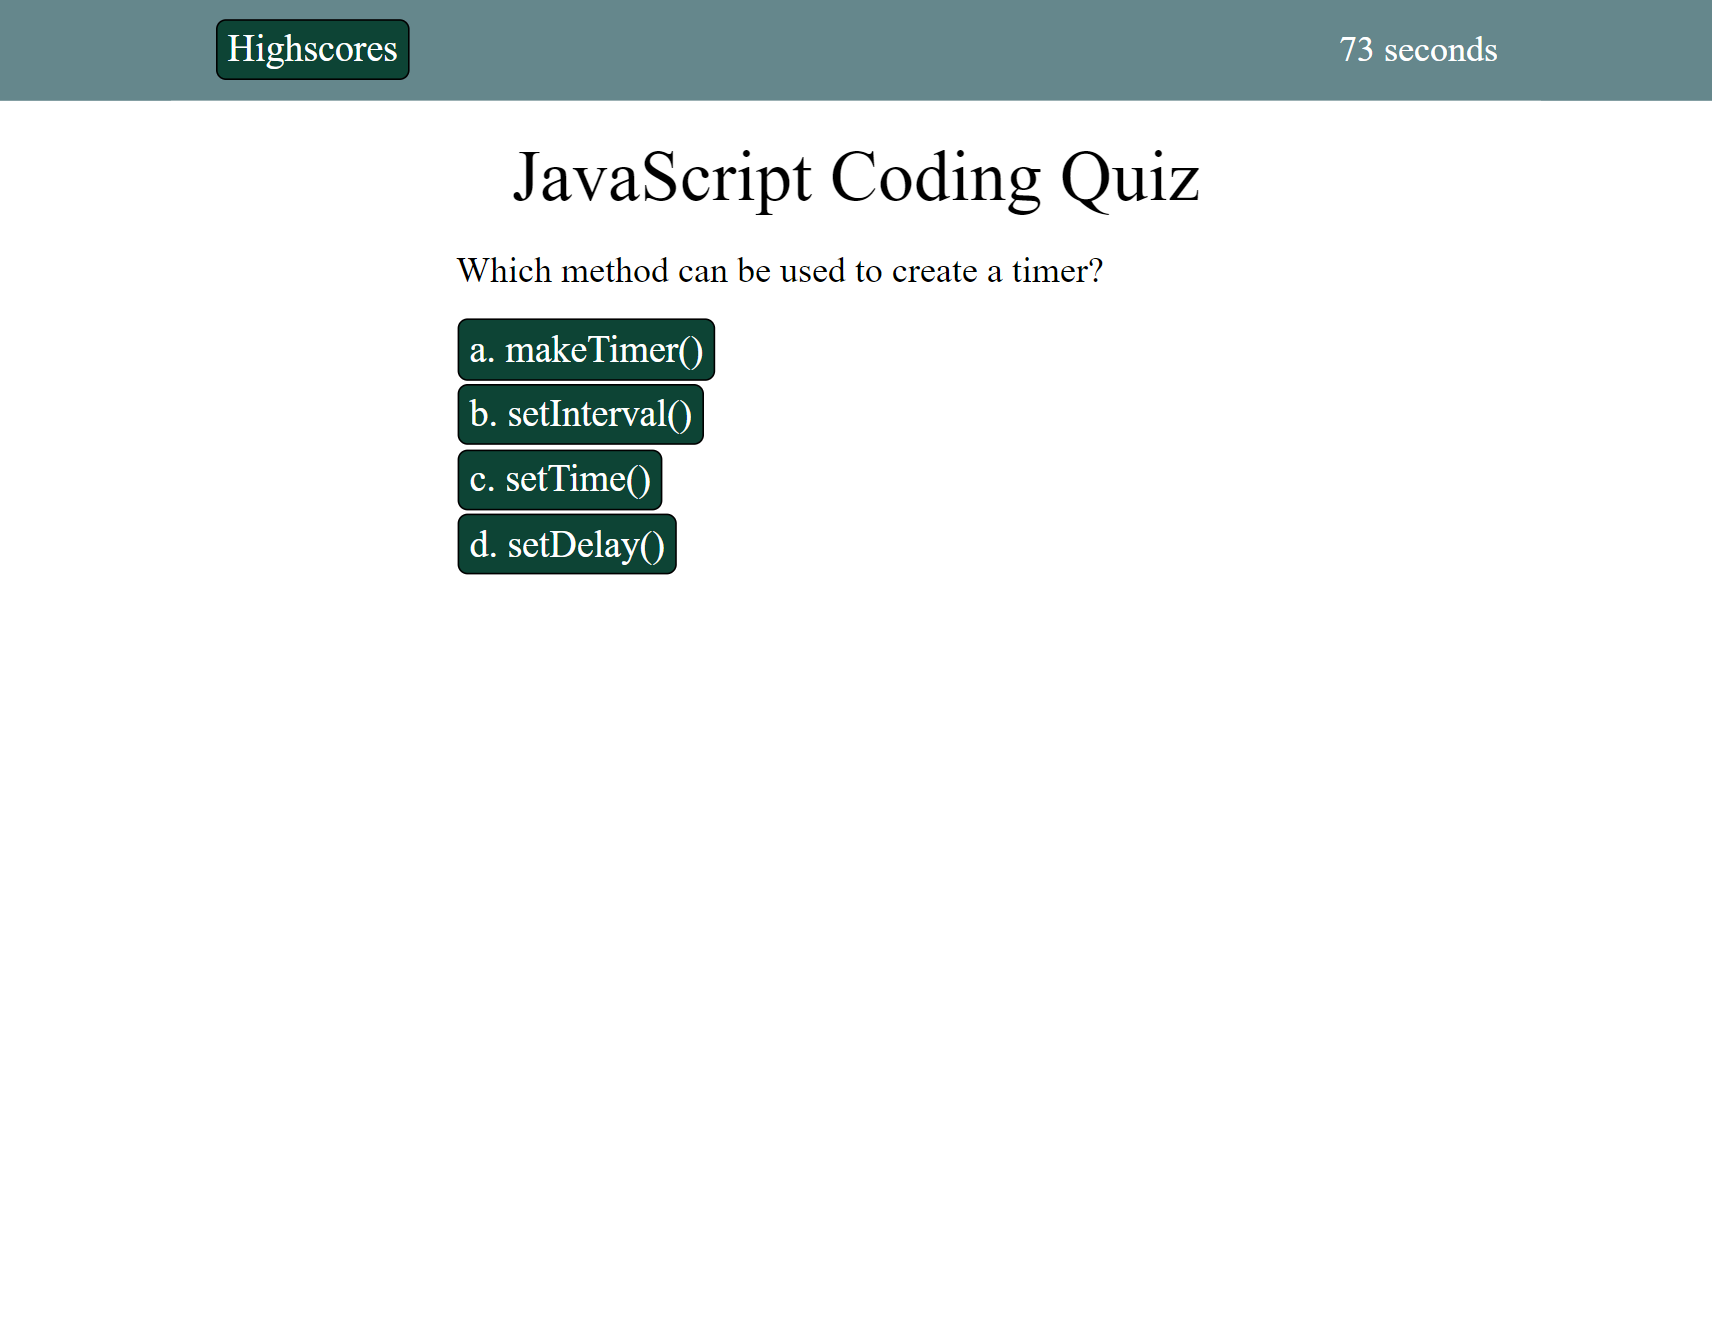 Highscores
73 seconds
JavaScript Coding Quiz
Which method can be used to create a timer?
a. makeTimer()
b. setInterval()
c. setTime()
d. setDelay()